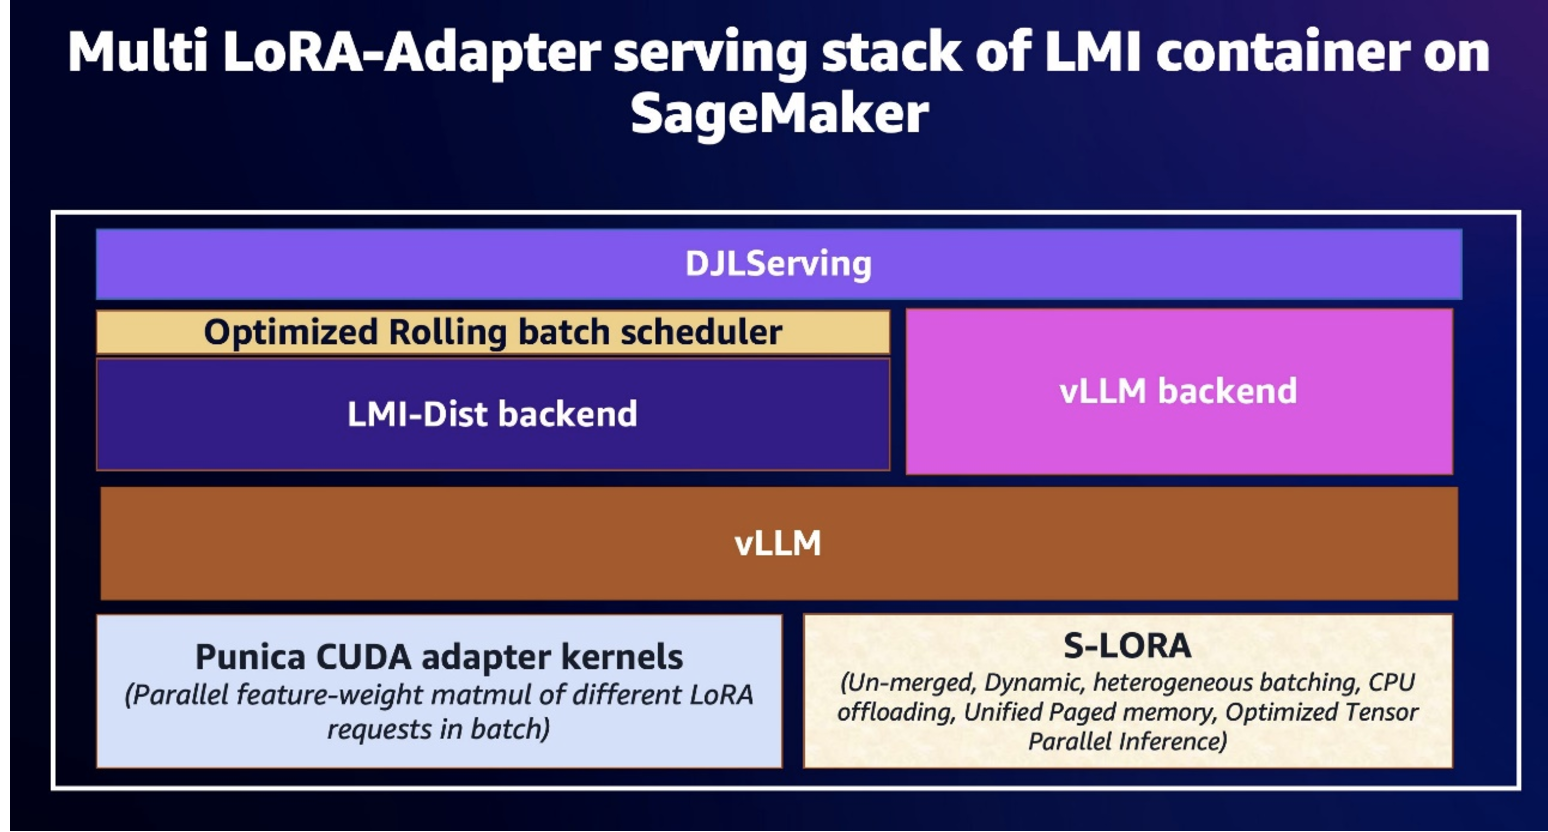 Multi LoRA-Adapter serving stack of LMI container on
SageMaker
DJLServing
Optimized Rolling batch scheduler
LMI-Dist backend
vLLM backend
vLLM
Punica CUDA adapter kernels
(Parallel feature-weight matmul of different LoRA
requests in batch)
S-LORA
(Un-merged, Dynamic, heterogeneous batching, CPU
offloading, Unified Paged memory, Optimized Tensor
Parallel Inference)